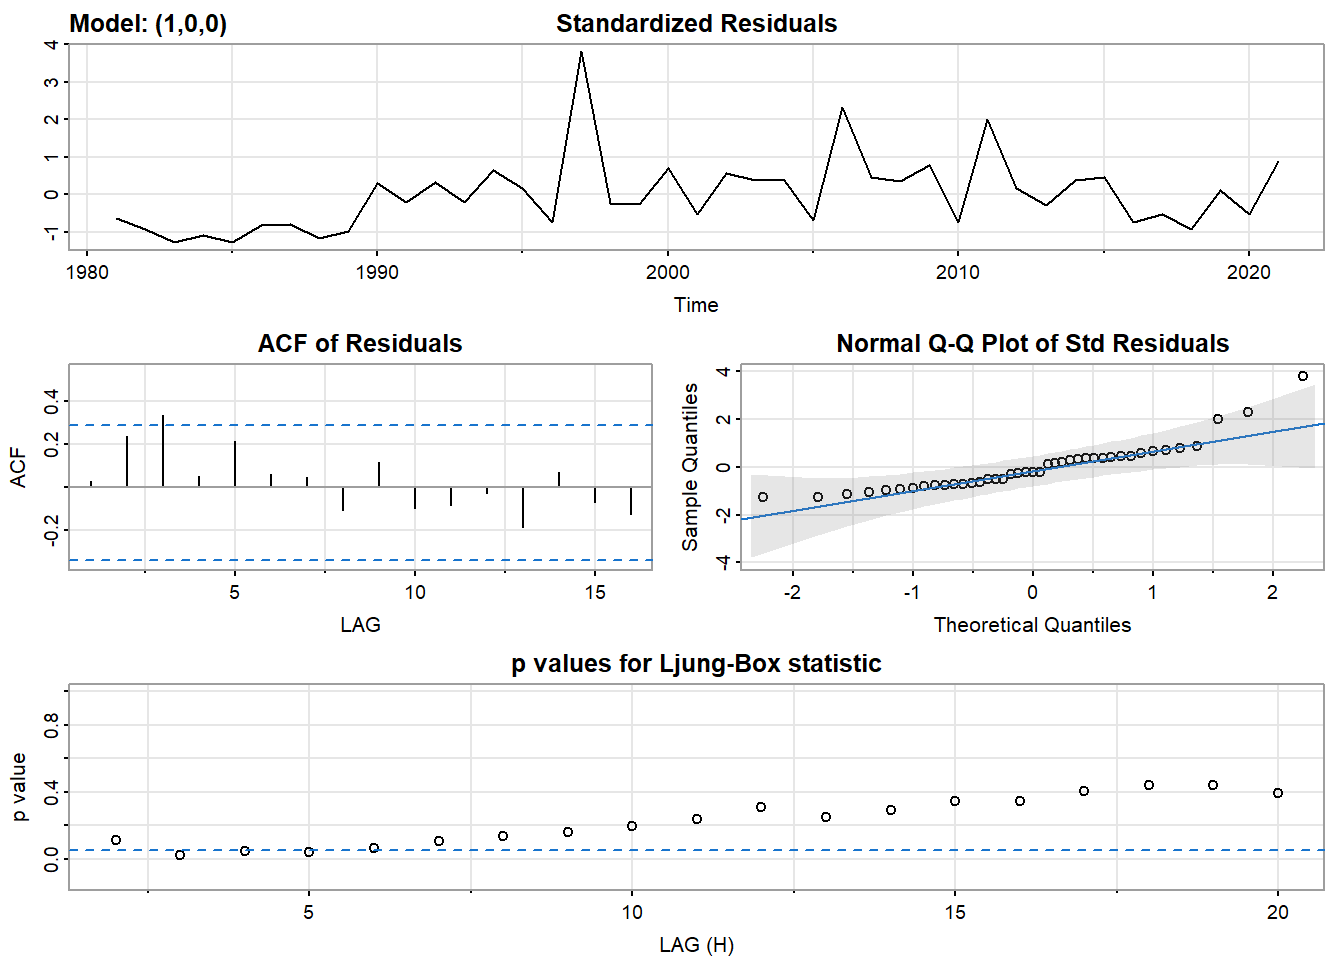 Model: (1,0,0) Standardized Residuals
4
3
2
1
0
-1
1980 1990 2000 2010 2020
Time
ACF of Residuals
ACF
0.4
0.2
-0.2
5 10 15
LAG
Normal Q-Q Plot of Std Residuals
Sample Quantiles
4
2
0
-2
-4
-2 -1 0 1 2
Theoretical Quantiles
p values for Ljung-Box statistic
p value
0.8
0.4
0.0
5 10 15 20
LAG (H)